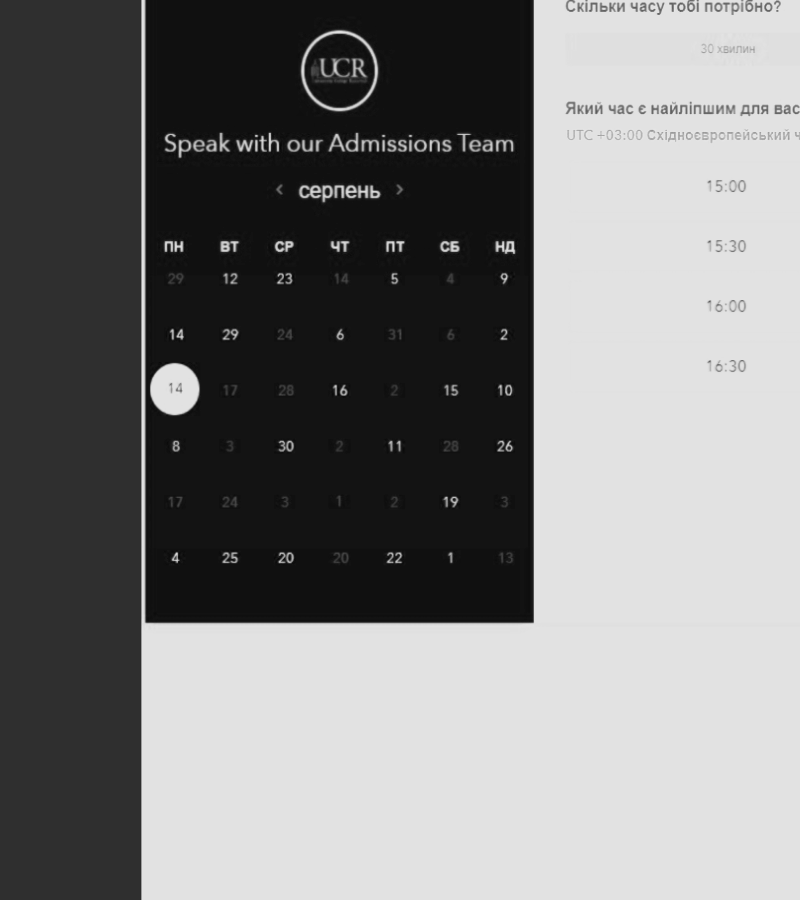 UCR
Speak with our Admissions Team
< серпень >
ПН ВТ СР ЧТ ПТ СБ НД
29 12 23 14 5 4 9
14 29 24 6 31 6 2
14 17 28 16 2 15 10
8 3 30 2 11 28 26
17 24 3 1 2 19 3
4 25 20 20 22 1 13
Скільки часу тобі потрібно?
30 хвилин
Який час є найліпшим для вас
UTC +03:00 Східноєвропейський ч
15:00
15:30
16:00
16:30